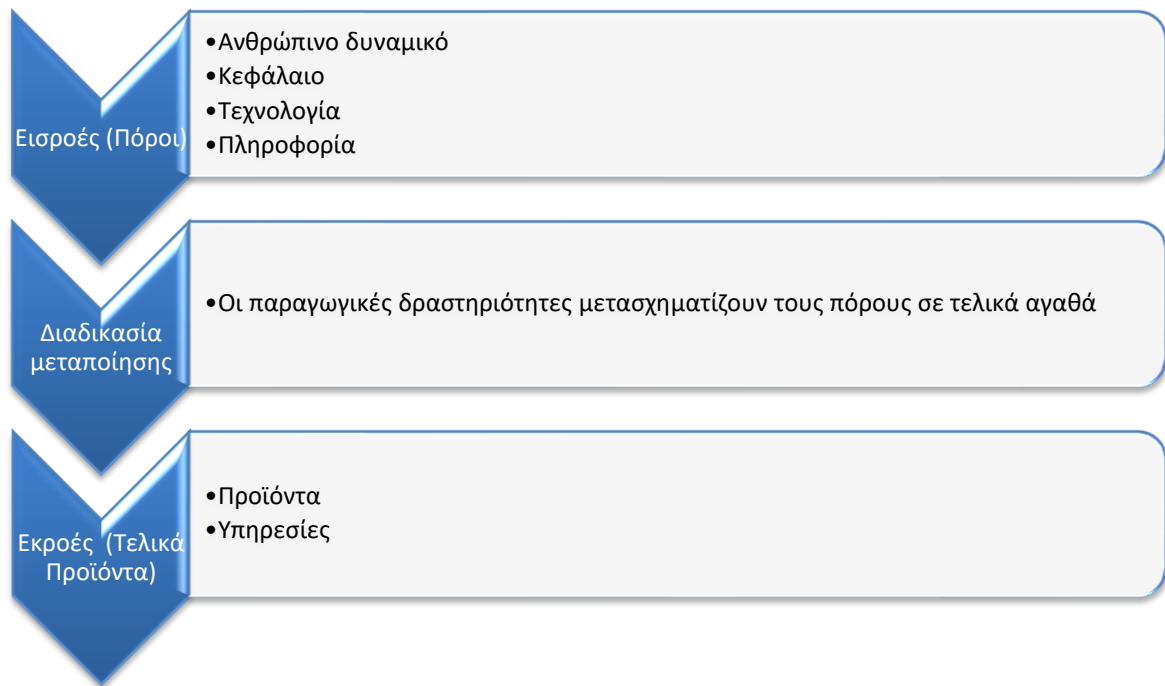 Εισροές (Πόροι)
•Ανθρώπινο δυναμικό
•Κεφάλαιο
•Τεχνολογία
•Πληροφορία
Διαδικασία
μεταποίησης
•Οι παραγωγικές δραστηριότητες μετασχηματίζουν τους πόρους σε τελικά αγαθά
Εκροές (Τελικά
Προϊόντα)
•Προϊόντα
•Υπηρεσίες